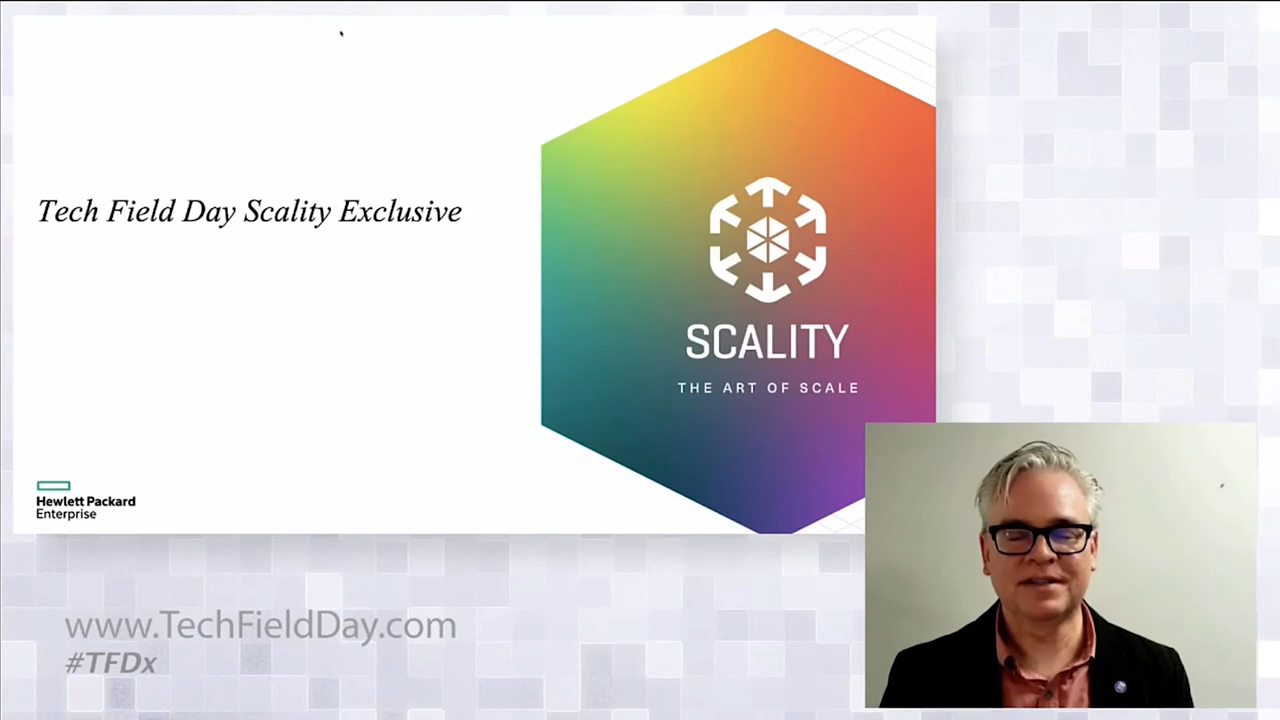 Tech Field Day Scality Exclusive
SCALITY
THE ART OF SCALE
Hewlett Packard
Enterprise
www.TechFieldDay.com
#TFDx